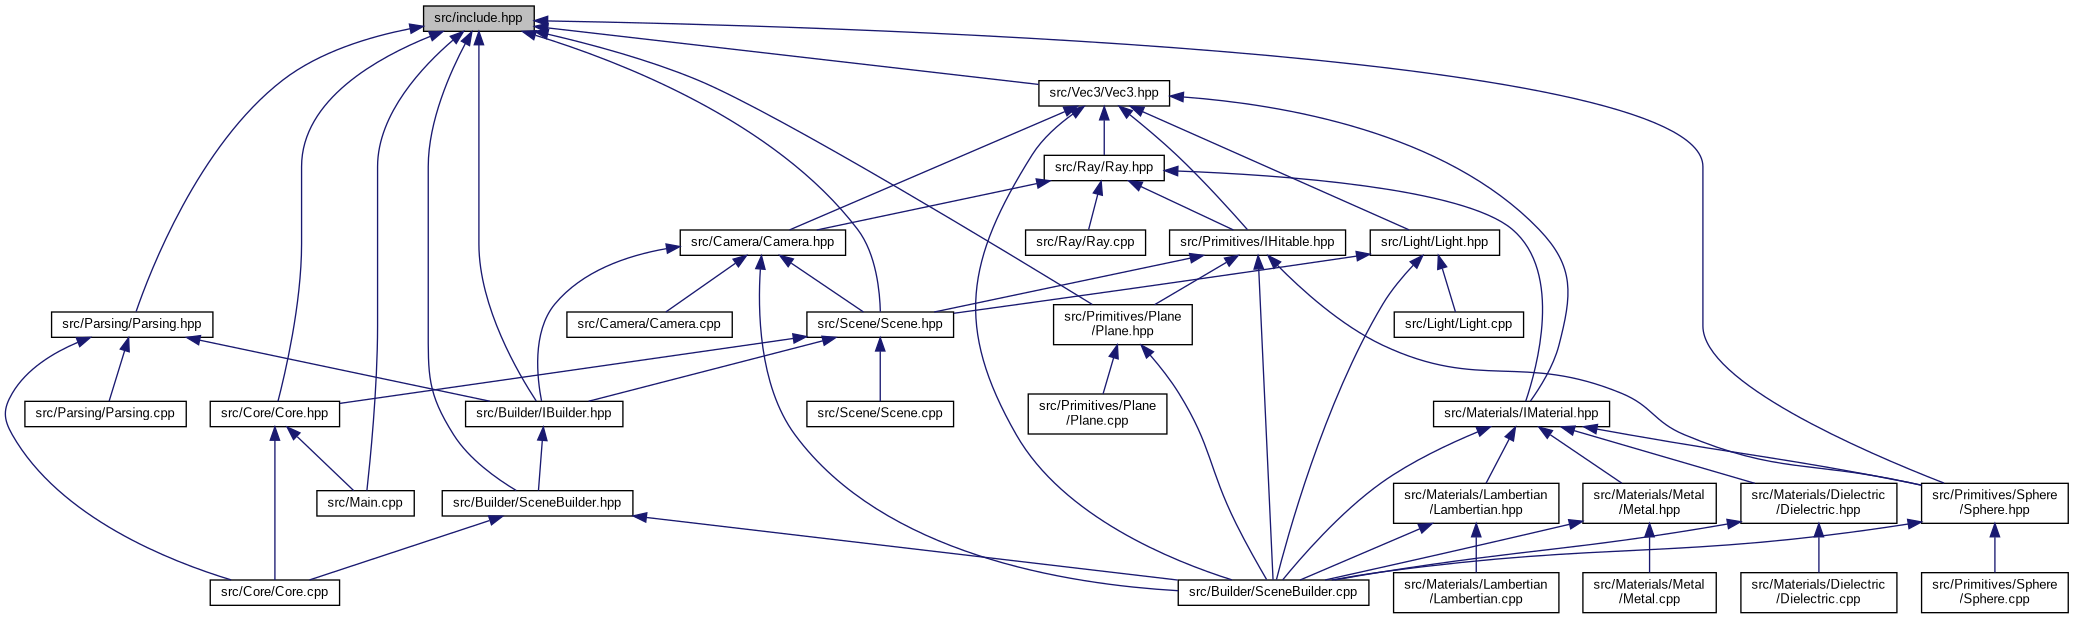 src/include.hpp
src/Vec3/Vec3.hpp
src/Ray/Ray.hpp
src/Camera/Camera.hpp
src/Ray/Ray.cpp
src/Primitives/IHitable.hpp
src/Light/Light.hpp
src/Parsing/Parsing.hpp
src/Camera/Camera.cpp
src/Scene/Scene.hpp
src/Primitives/Plane
/Plane.hpp
src/Light/Light.cpp
src/Parsing/Parsing.cpp
src/Core/Core.hpp
src/Builder/IBuilder.hpp
src/Scene/Scene.cpp
src/Primitives/Plane
/Plane.cpp
src/Materials/IMaterial.hpp
src/Main.cpp
src/Builder/SceneBuilder.hpp
src/Materials/Lambertian
/Lambertian.hpp
src/Materials/Metal
/Metal.hpp
src/Materials/Dielectric
/Dielectric.hpp
src/Primitives/Sphere
/Sphere.hpp
src/Core/Core.cpp
src/Builder/SceneBuilder.cpp
src/Materials/Lambertian
/Lambertian.cpp
src/Materials/Metal
/Metal.cpp
src/Materials/Dielectric
/Dielectric.cpp
src/Primitives/Sphere
/Sphere.cpp